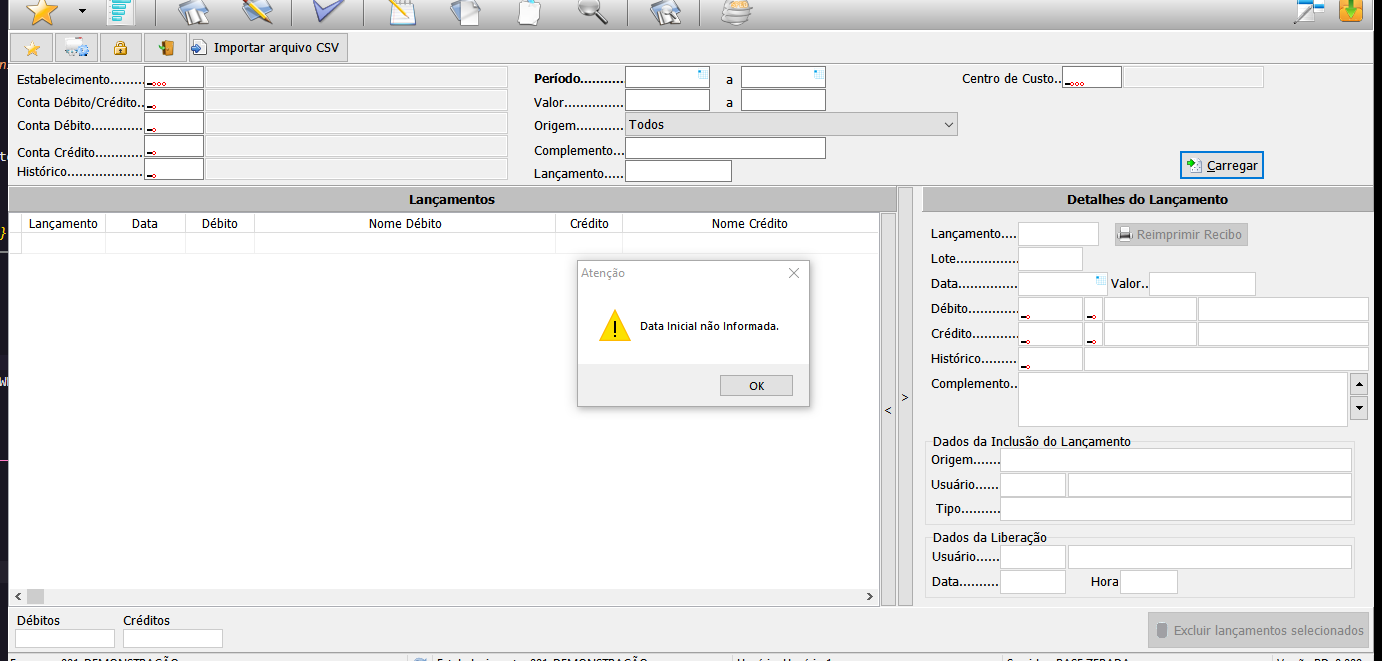 Importar arquivo CSV
Estabelecimento........
Período...........
a
Centro de Custo..
Conta Débito/Crédito..
Valor..............
a
Conta Débito............
Origem............
Todos
Conta Crédito...........
Complemento...
Histórico..................
Lançamento.....
Carregar
Lançamentos
Detalhes do Lançamento
Lançamento
Data
Débito
Nome Débito
Crédito
Nome Crédito
Lançamento....
Reimprimir Recibo
Lote..............
Data..............
Valor..
Débito............
Crédito...........
Histórico.........
Complemento..
Atenção
Data Inicial não Informada.
OK
<
>
Dados da Inclusão do Lançamento
Origem.......
Usuário......
Tipo..........
Dados da Liberação
Usuário......
Data..........
Hora
Débitos
Créditos
Excluir lançamentos selecionados